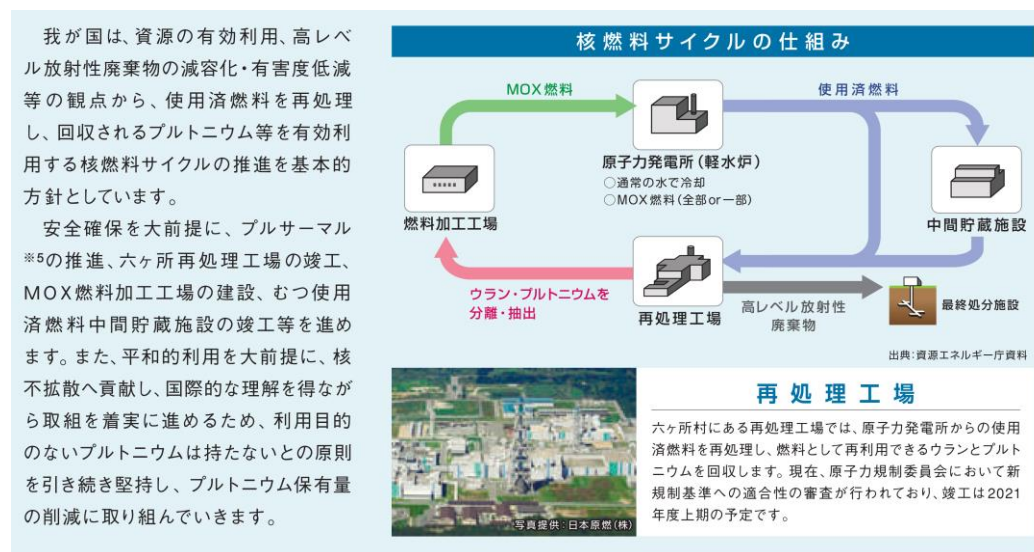 我が国は、資源の有効利用、高レベ
ル放射性廃棄物の減容化・有害度低減
等の観点から、使用済燃料を再処理
し、回収されるプルトニウム等を有効利
用する核燃料サイクルの推進を基本的
方針としています。
安全確保を大前提に、プルサーマル
※5の推進、六ヶ所再処理工場の竣工、
MOX燃料加工工場の建設、むつ使用
済燃料中間貯蔵施設の竣工等を進め
ます。また、平和的利用を大前提に、核
不拡散へ貢献し、国際的な理解を得なが
ら取組を着実に進めるため、利用目的
のないプルトニウムは持たないとの原則
を引き続き堅持し、プルトニウム保有量
の削減に取り組んでいきます。
核燃料サイクルの仕組み
MOX燃料
使用済燃料
原子力発電所（軽水炉）
○通常の水で冷却
○MOX燃料（全部or一部）
燃料加工工場
中間貯蔵施設
ウラン・プルトニウムを
分離・抽出
再処理工場
高レベル放射性
廃棄物
最終処分施設
出典：資源エネルギー庁資料
写真提供：日本原燃（株）
再処理工場
六ヶ所村にある再処理工場では、原子力発電所からの使用
済燃料を再処理し、燃料として再利用できるウランとプルト
ニウムを回収します。現在、原子力規制委員会において新
規制基準への適合性の審査が行われており、竣工は2021
年度上期の予定です。